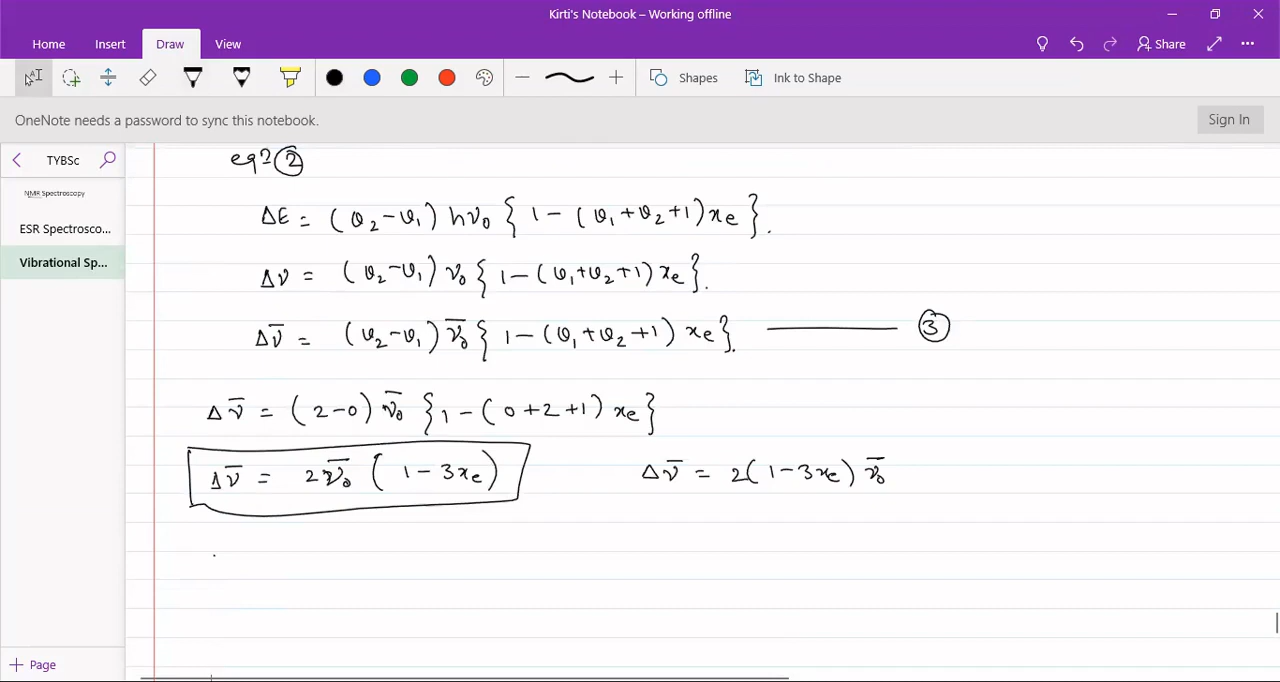 Kirti's Notebook – Working offline
Home Insert Draw View Share
Shapes Ink to Shape
OneNote needs a password to sync this notebook. Sign In
TYBSc
NMR Spectroscopy
ESR Spectrosco...
Vibrational Sp...
Page
eqⁿ ②
ΔE = (υ₂-υ₁) hν₀ { 1 - (υ₁+υ₂+1)xₑ }.
Δν = (υ₂-υ₁) ν₀ { 1-(υ₁+υ₂+1) xₑ }.
Δν̄ = (υ₂-υ₁) ν̄₀ { 1-(υ₁+υ₂+1) xₑ }. ——— ③
Δν̄ = (2-0) ν̄₀ { 1-(0+2+1) xₑ }
Δν̄ = 2ν̄₀ (1-3xₑ) Δν̄ = 2(1-3xₑ) ν̄₀